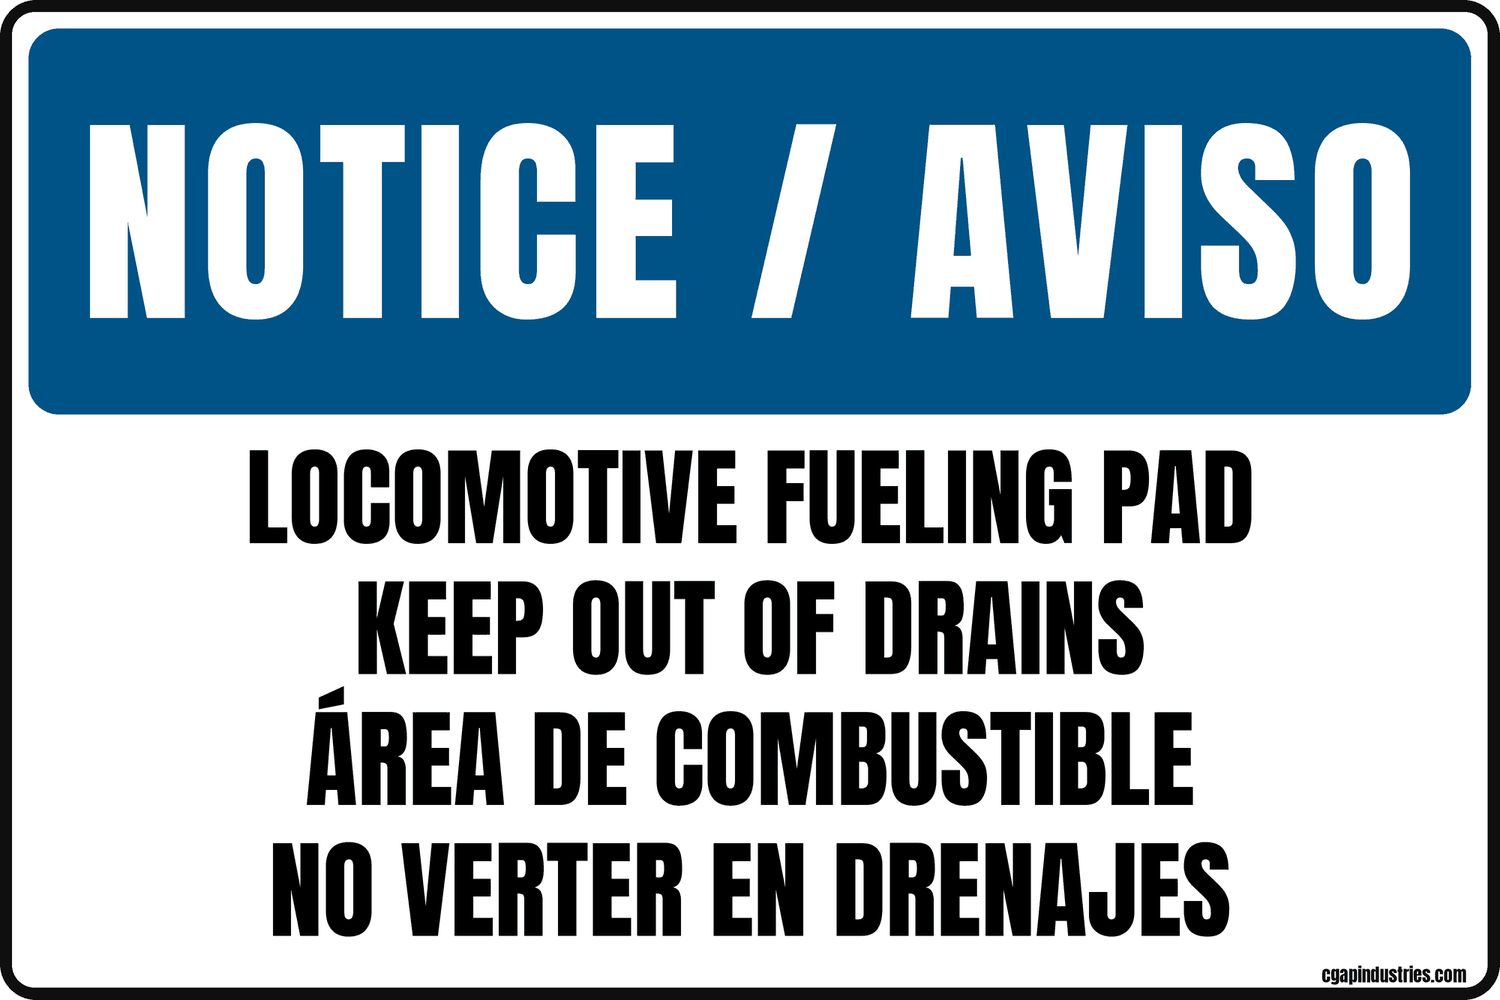 NOTICE / AVISO
LOCOMOTIVE FUELING PAD
KEEP OUT OF DRAINS
ÁREA DE COMBUSTIBLE
NO VERTER EN DRENAJES
cgapindustries.com